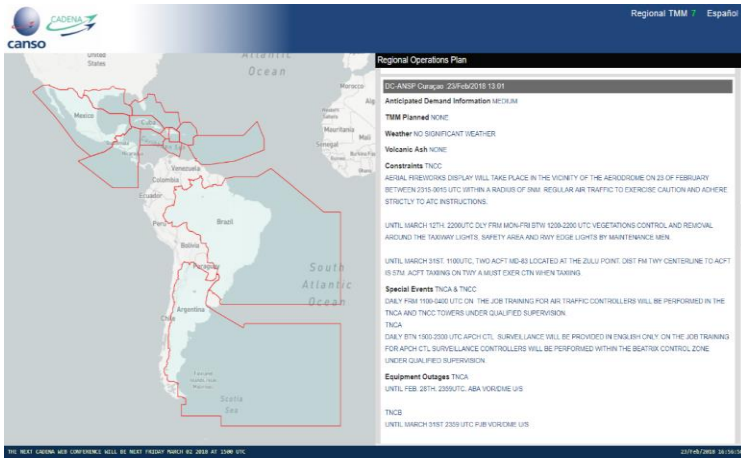 Regional TMM 7 Español
CADENA
canso
Regional Operations Plan
DC-ANSP Curaçao :23/Feb/2018 13:01
Anticipated Demand Information MEDIUM
TMM Planned NONE
Weather NO SIGNIFICANT WEATHER
Volcanic Ash NONE
Constraints TNCC
AERIAL FIREWORKS DISPLAY WILL TAKE PLACE IN THE VICINITY OF THE AERODROME ON 23 OF FEBRUARY
BETWEEN 2315-0015 UTC WITHIN A RADIUS OF 5NM. REGULAR AIR TRAFFIC TO EXERCISE CAUTION AND ADHERE
STRICTLY TO ATC INSTRUCTIONS.
UNTIL MARCH 12TH. 2200UTC DLY FRM MON-FRI BTW 1200-2200 UTC VEGETATIONS CONTROL AND REMOVAL
AROUND THE TAXIWAY LIGHTS, SAFETY AREA AND RWY EDGE LIGHTS BY MAINTENANCE MEN.
UNTIL MARCH 31ST. 1100UTC, TWO ACFT MD-83 LOCATED AT THE ZULU POINT. DIST FM TWY CENTERLINE TO ACFT
IS 57M. ACFT TAXIING ON TWY A MUST EXER CTN WHEN TAXIING.
Special Events TNCA & TNCC
DAILY FRM 1100-0400 UTC ON THE JOB TRAINING FOR AIR TRAFFIC CONTROLLERS WILL BE PERFORMED IN THE
TNCA AND TNCC TOWERS UNDER QUALIFIED SUPERVISION.
TNCA
DAILY BTN 1500-2300 UTC APCH CTL SURVEILLANCE WILL BE PROVIDED IN ENGLISH ONLY. ON THE JOB TRAINING
FOR APCH CTL SURVEILLANCE CONTROLLERS WILL BE PERFORMED WITHIN THE BEATRIX CONTROL ZONE
UNDER QUALIFIED SUPERVISION.
Equipment Outages TNCA
UNTIL FEB. 28TH, 2359UTC, ABA VOR/DME U/S
TNCB
UNTIL MARCH 31ST 2359 UTC PJB VOR/DME U/S
United
States
Atlantic
Ocean
Morocco
Mexico
Cuba
Mauritania
Mali
Senegal
Venezuela
Colombia
Ecuador
Peru
Brazil
Bolivia
Paraguay
South
Atlantic
Ocean
Argentina
Chile
Scotia
Sea
THE NEXT CADENA WEB CONFERENCE WILL BE NEXT FRIDAY MARCH 02 2018 AT 1500 UTC